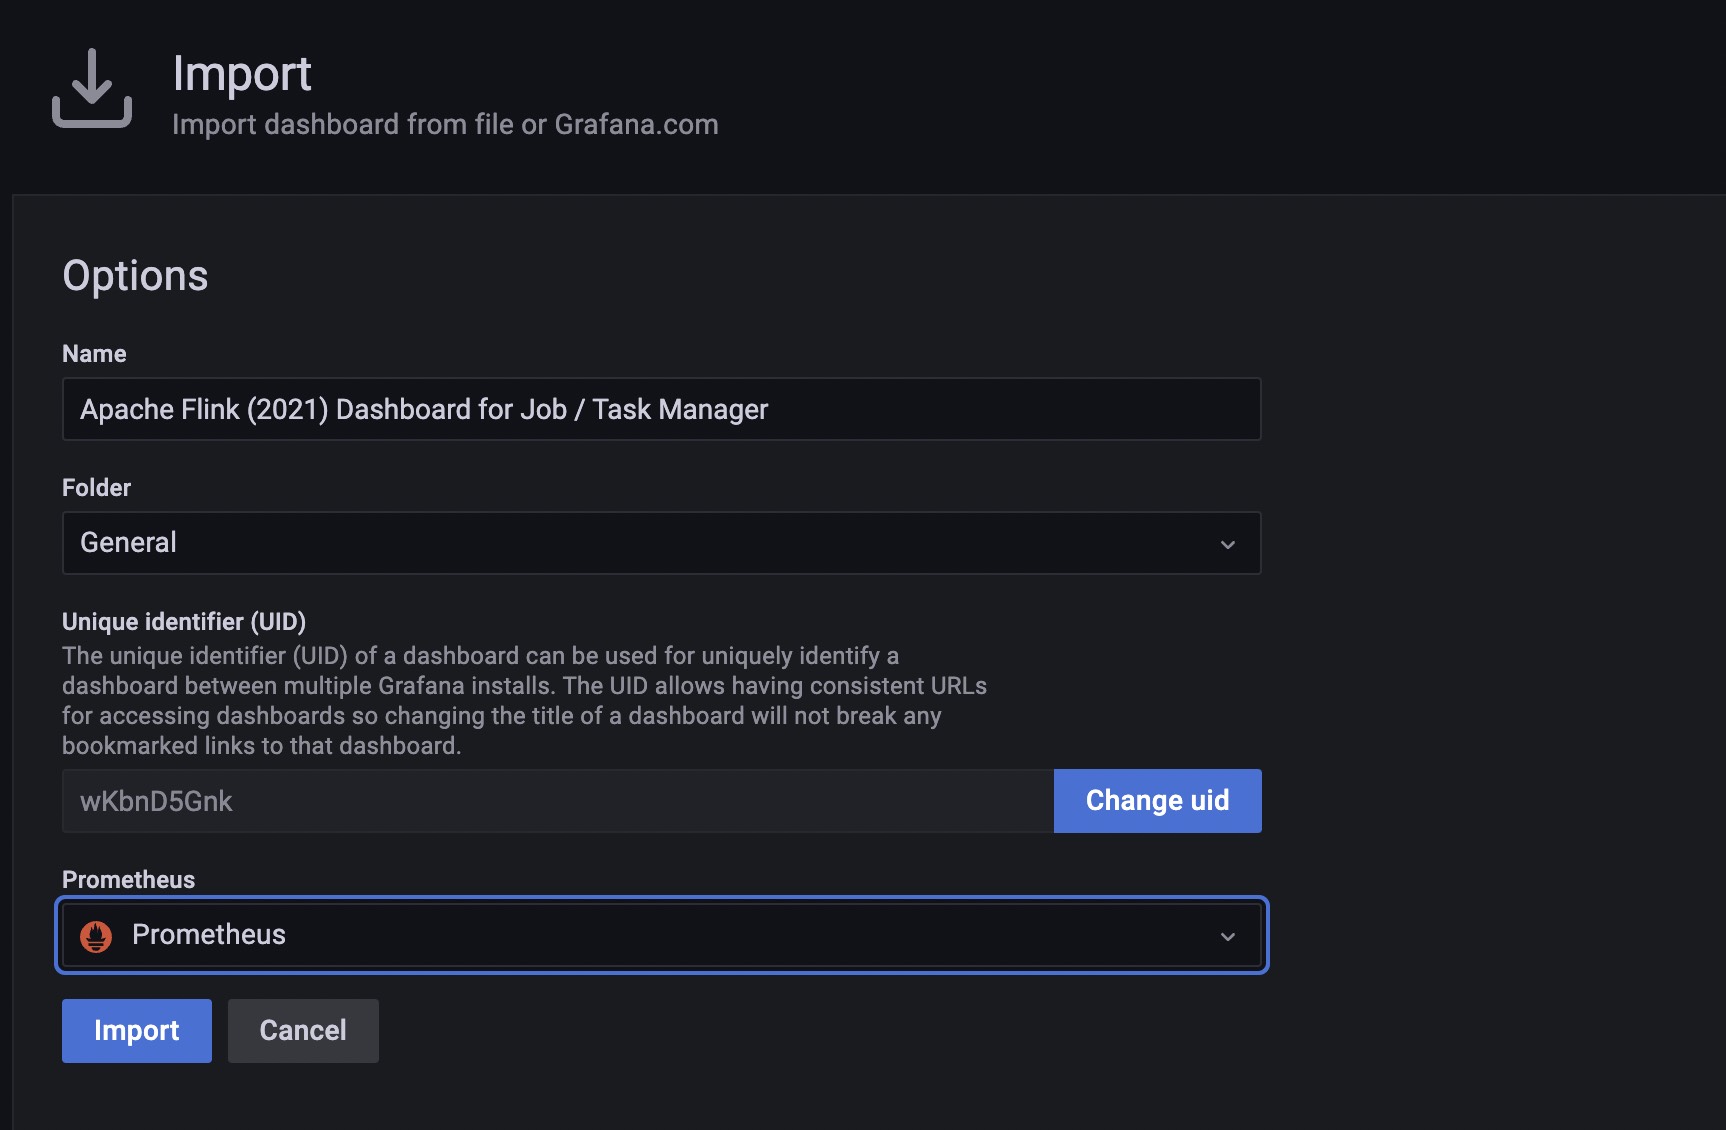 Import
Import dashboard from file or Grafana.com
Options
Name
Apache Flink (2021) Dashboard for Job / Task Manager
Folder
General
Unique identifier (UID)
The unique identifier (UID) of a dashboard can be used for uniquely identify a
dashboard between multiple Grafana installs. The UID allows having consistent URLs
for accessing dashboards so changing the title of a dashboard will not break any
bookmarked links to that dashboard.
wKbnD5Gnk
Change uid
Prometheus
Prometheus
Import
Cancel